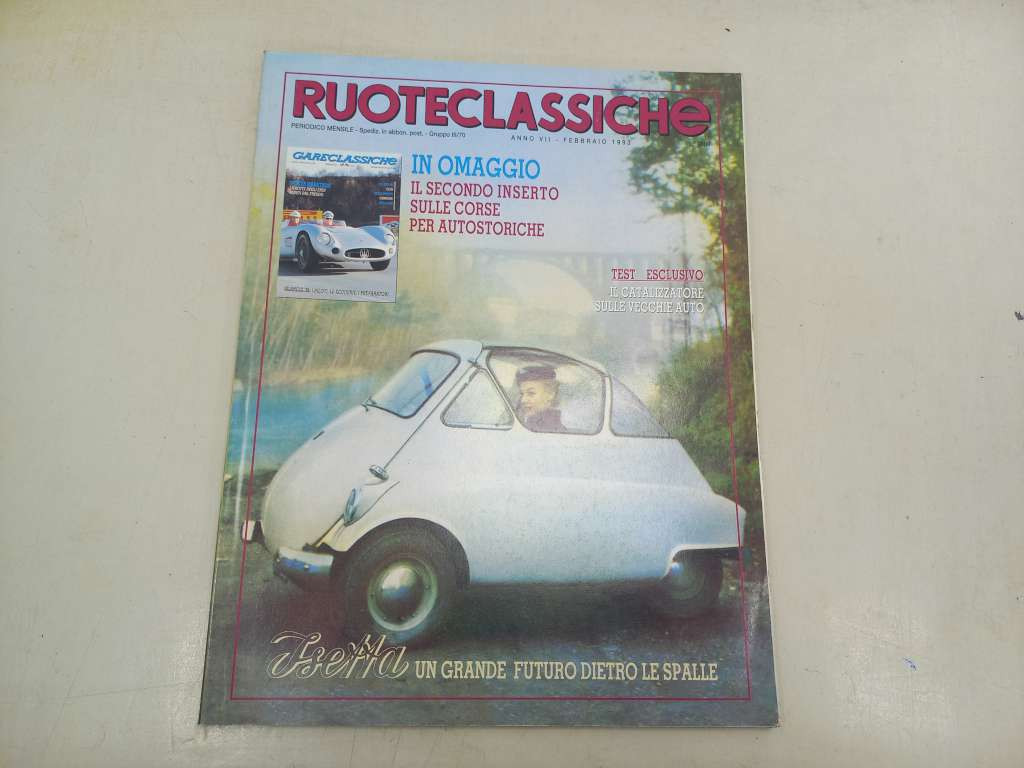 RUOTECLASSICHe
PERIODICO MENSILE - Spediz. in abbon. post. - Gruppo III/70
ANNO VII - FEBBRAIO 1993
GARECLASSICHe
IN OMAGGIO
IL SECONDO INSERTO
SULLE CORSE
PER AUTOSTORICHE
TEST ESCLUSIVO
IL CATALIZZATORE
SULLE VECCHIE AUTO
Isetta
UN GRANDE FUTURO DIETRO LE SPALLE